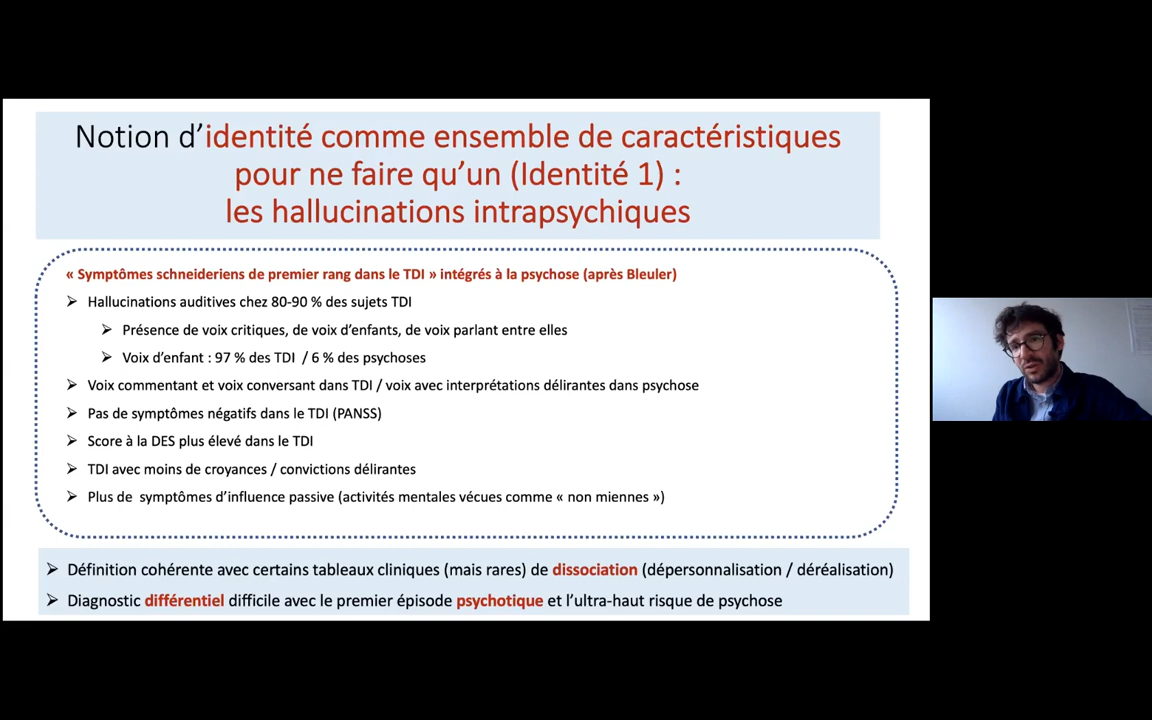 Notion d’identité comme ensemble de caractéristiques
pour ne faire qu’un (Identité 1) :
les hallucinations intrapsychiques
« Symptômes schneideriens de premier rang dans le TDI » intégrés à la psychose (après Bleuler)
➢ Hallucinations auditives chez 80-90 % des sujets TDI
➢ Présence de voix critiques, de voix d’enfants, de voix parlant entre elles
➢ Voix d’enfant : 97 % des TDI / 6 % des psychoses
➢ Voix commentant et voix conversant dans TDI / voix avec interprétations délirantes dans psychose
➢ Pas de symptômes négatifs dans le TDI (PANSS)
➢ Score à la DES plus élevé dans le TDI
➢ TDI avec moins de croyances / convictions délirantes
➢ Plus de symptômes d’influence passive (activités mentales vécues comme « non miennes »)
➢ Définition cohérente avec certains tableaux cliniques (mais rares) de dissociation (dépersonnalisation / déréalisation)
➢ Diagnostic différentiel difficile avec le premier épisode psychotique et l’ultra-haut risque de psychose